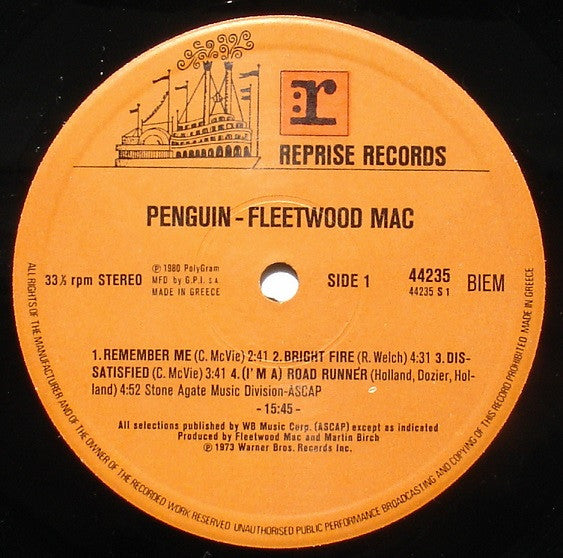 r
REPRISE RECORDS
PENGUIN - FLEETWOOD MAC
33⅓ rpm STEREO
℗ 1980 PolyGram
MFD by G.P.I. S.A.
MADE IN GREECE
SIDE 1
44235
44235 S 1
BIEM
1. REMEMBER ME (C. McVie) 2:41 2. BRIGHT FIRE (R. Welch) 4:31 3. DIS-
SATISFIED (C. McVie) 3:41 4. (I'M A) ROAD RUNNER (Holland, Dozier, Hol-
land) 4:52 Stone Agate Music Division-ASCAP
- 15:45 -
All selections published by WB Music Corp. (ASCAP) except as indicated
Produced by Fleetwood Mac and Martin Birch
℗ 1973 Warner Bros. Records Inc.
ALL RIGHTS OF THE MANUFACTURER AND OF THE OWNER OF THE RECORDED WORK RESERVED UNAUTHORISED PUBLIC PERFORMANCE BROADCASTING AND COPYING OF THIS RECORD PROHIBITED MADE IN GREECE